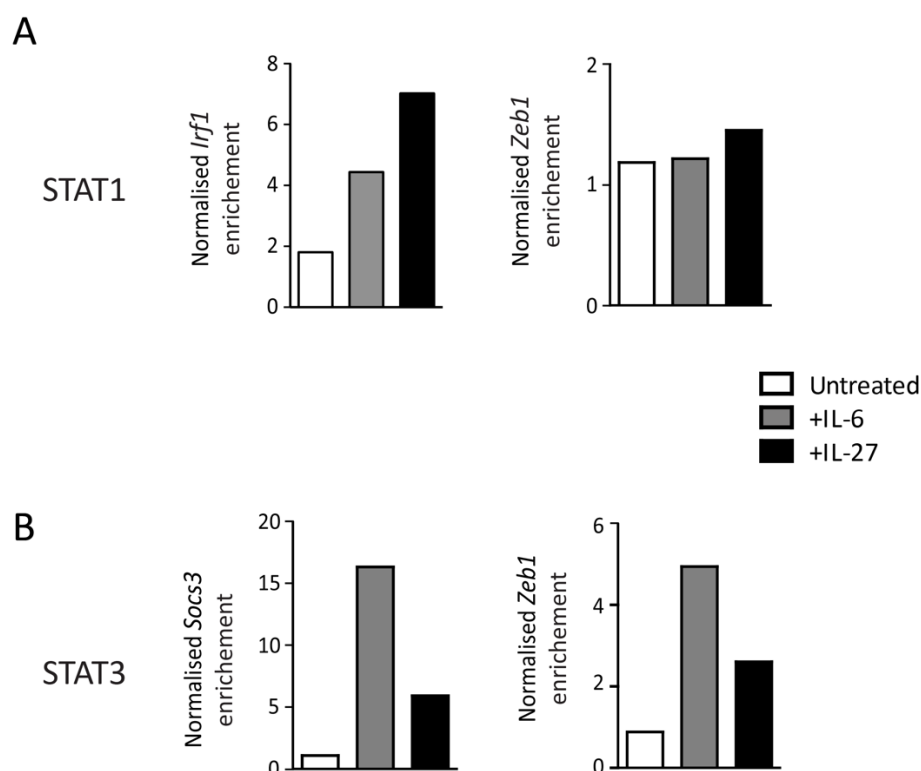 A
STAT1
Normalised Irf1
enrichement
8
6
4
2
0
Normalised Zeb1
enrichement
2
1
0
Untreated
+IL-6
+IL-27
B
STAT3
Normalised Socs3
enrichement
20
15
10
5
0
Normalised Zeb1
enrichement
6
4
2
0